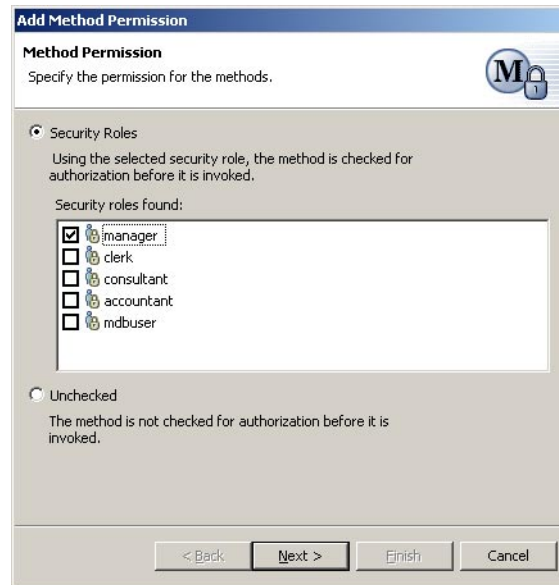 Add Method Permission
Method Permission
Specify the permission for the methods.
M
Security Roles
Using the selected security role, the method is checked for
authorization before it is invoked.
Security roles found:
manager
clerk
consultant
accountant
mdbuser
Unchecked
The method is not checked for authorization before it is
invoked.
< Back
Next >
Finish
Cancel